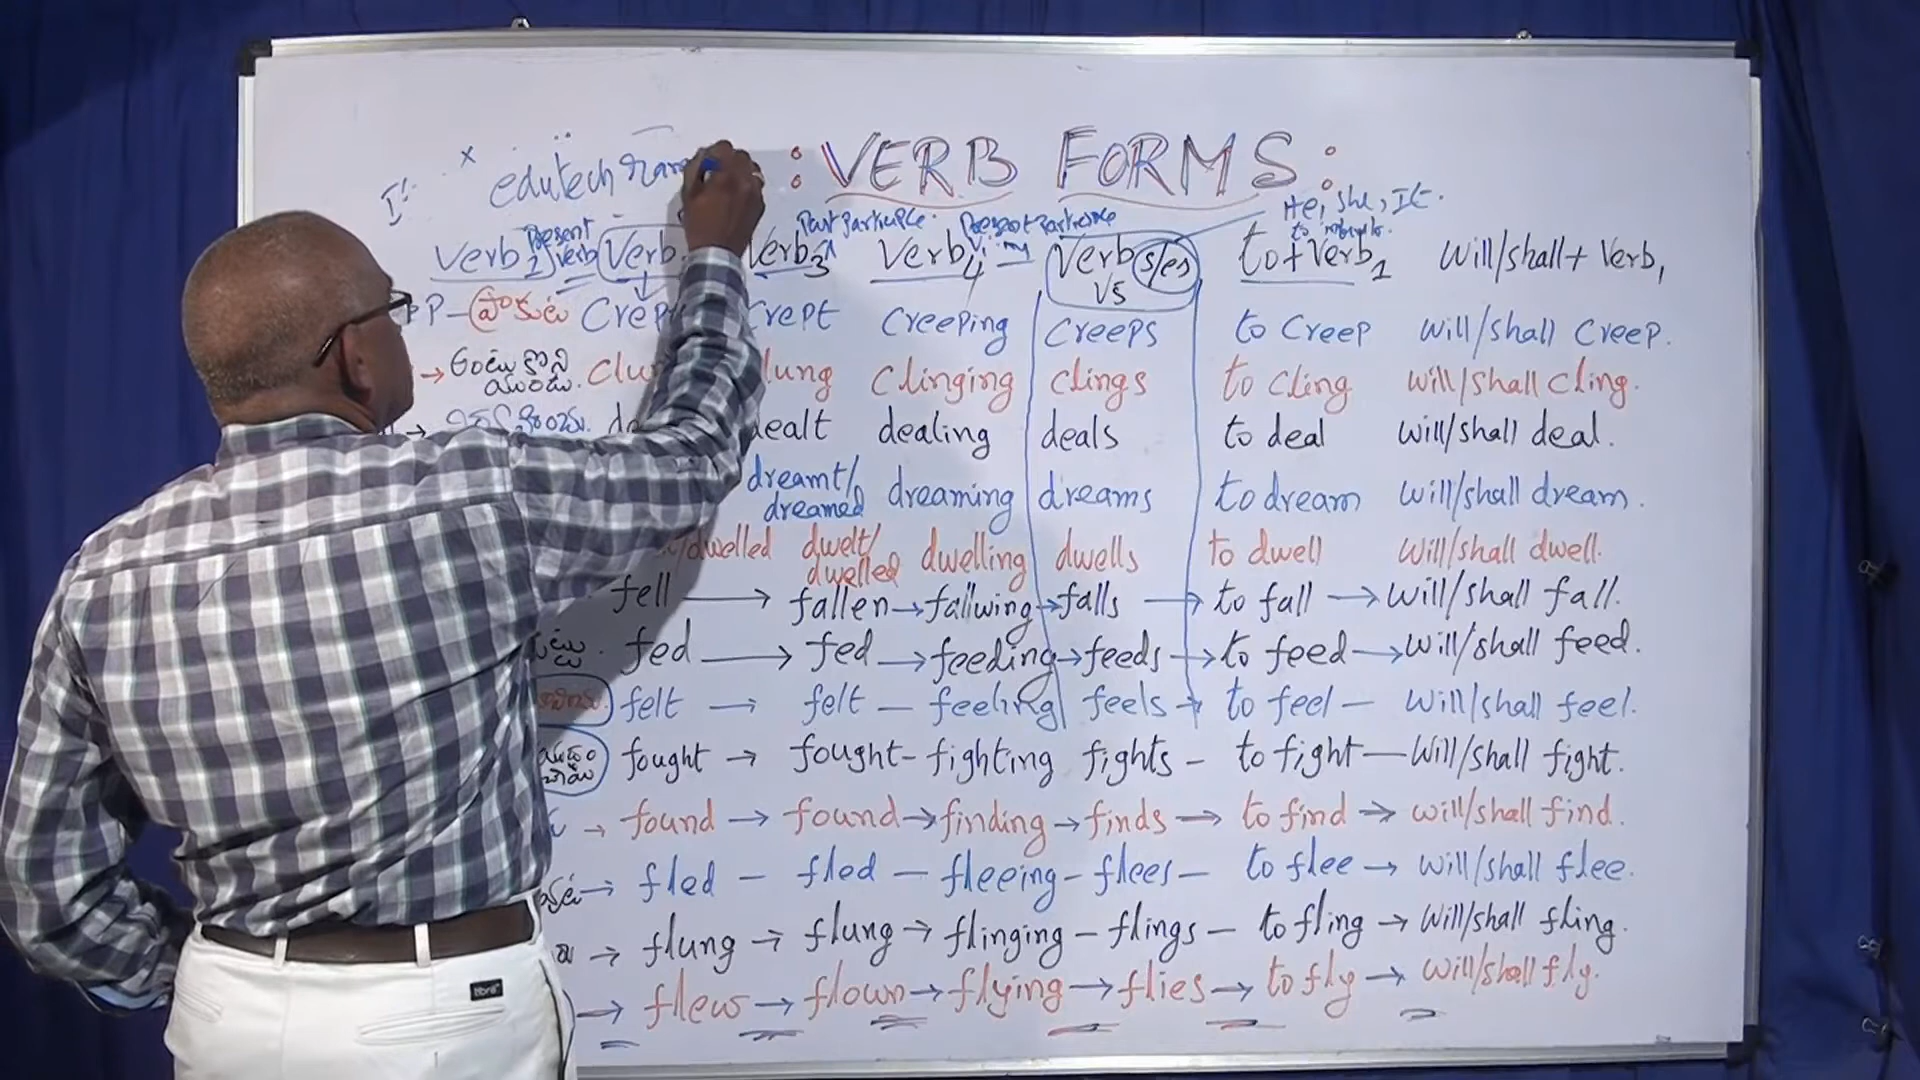 : VERB FORMS :
edutech
He, She, It.
Present verb
Past Participle.
Present Participle
Verb Verb Verb3 Verb4 Verb s/es V5 to+Verb1 will/shall + Verb1
Crept Creeping Creeps to Creep will/shall Creep.
→ clinging clings to cling will/shall cling.
dealing deals to deal will/shall deal.
dreamt/dreamed dreaming dreams to dream will/shall dream.
dwelled dwelt/dwelled dwelling dwells to dwell will/shall dwell.
fell → fallen → fallwing → falls → to fall → will/shall fall.
fed → fed → feeding → feeds → to feed → will/shall feed.
felt → felt – feeling feels → to feel – will/shall feel.
fought → fought – fighting fights – to fight – will/shall fight.
→ found → found → finding → finds → to find → will/shall find.
→ fled – fled – fleeing – flees – to flee → will/shall flee.
→ flung → flung → flinging – flings – to fling → will/shall fling.
→ flew → flown → flying → flies → to fly → will/shall fly.